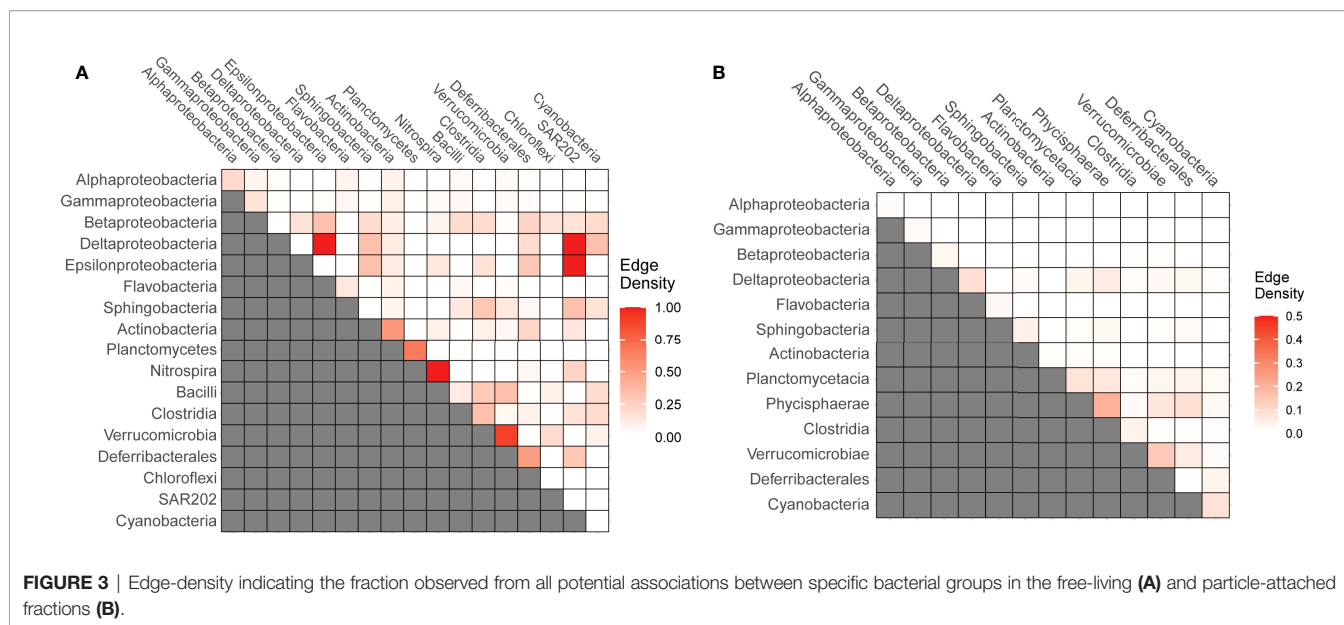 A
Alphaproteobacteria
Gammaproteobacteria
Betaproteobacteria
Deltaproteobacteria
Epsilonproteobacteria
Flavobacteria
Sphingobacteria
Actinobacteria
Planctomycetes
Nitrospira
Bacilli
Clostridia
Verrucomicrobia
Deferribacterales
Chloroflexi
SAR202
Cyanobacteria
Alphaproteobacteria
Gammaproteobacteria
Betaproteobacteria
Deltaproteobacteria
Epsilonproteobacteria
Flavobacteria
Sphingobacteria
Actinobacteria
Planctomycetes
Nitrospira
Bacilli
Clostridia
Verrucomicrobia
Deferribacterales
Chloroflexi
SAR202
Cyanobacteria
Edge
Density
1.00
0.75
0.50
0.25
0.00
B
Alphaproteobacteria
Gammaproteobacteria
Betaproteobacteria
Deltaproteobacteria
Flavobacteria
Sphingobacteria
Actinobacteria
Planctomycetacia
Phycisphaerae
Clostridia
Verrucomicrobiae
Deferribacterales
Cyanobacteria
Alphaproteobacteria
Gammaproteobacteria
Betaproteobacteria
Deltaproteobacteria
Flavobacteria
Sphingobacteria
Actinobacteria
Planctomycetacia
Phycisphaerae
Clostridia
Verrucomicrobiae
Deferribacterales
Cyanobacteria
Edge
Density
0.5
0.4
0.3
0.2
0.1
0.0
FIGURE 3 | Edge-density indicating the fraction observed from all potential associations between specific bacterial groups in the free-living (A) and particle-attached
fractions (B).